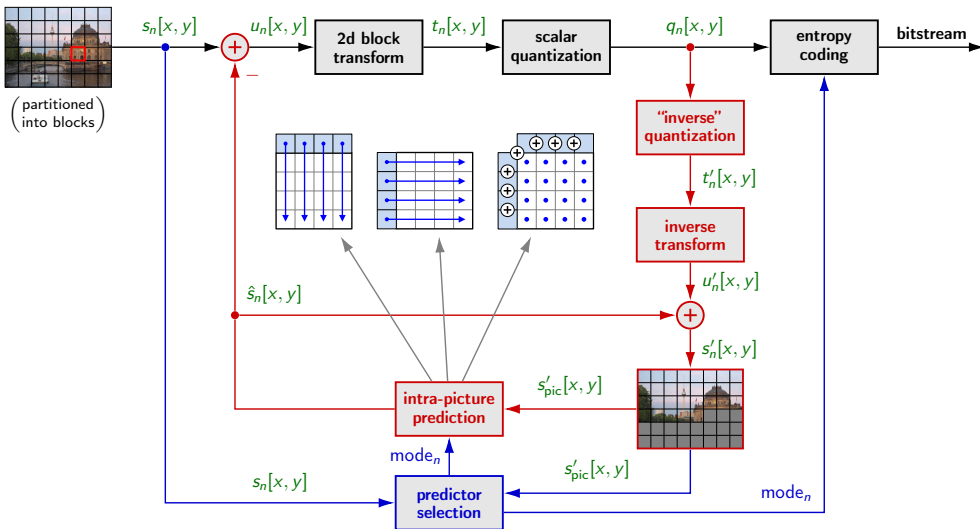 s_n[x, y]
u_n[x, y]
2d block
transform
t_n[x, y]
scalar
quantization
q_n[x, y]
entropy
coding
bitstream
+
−
(partitioned
into blocks)
“inverse”
quantization
t′_n[x, y]
inverse
transform
u′_n[x, y]
+
+ + +
+
+
+
+
ŝ_n[x, y]
s′_n[x, y]
s′_pic[x, y]
intra-picture
prediction
mode_n
s_n[x, y]
s′_pic[x, y]
predictor
selection
mode_n